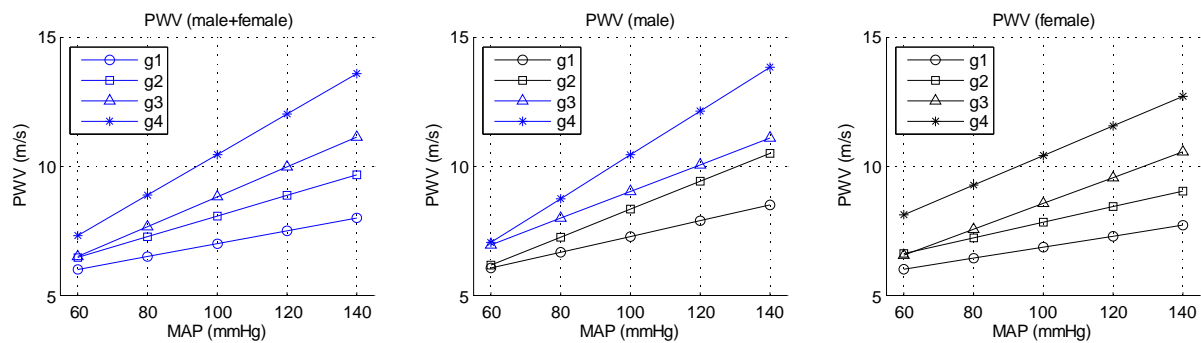 PWV (male+female)
15
10
5
PWV (m/s)
g1
g2
g3
g4
60 80 100 120 140
MAP (mmHg)
PWV (male)
15
10
5
PWV (m/s)
g1
g2
g3
g4
60 80 100 120 140
MAP (mmHg)
PWV (female)
15
10
5
PWV (m/s)
g1
g2
g3
g4
60 80 100 120 140
MAP (mmHg)